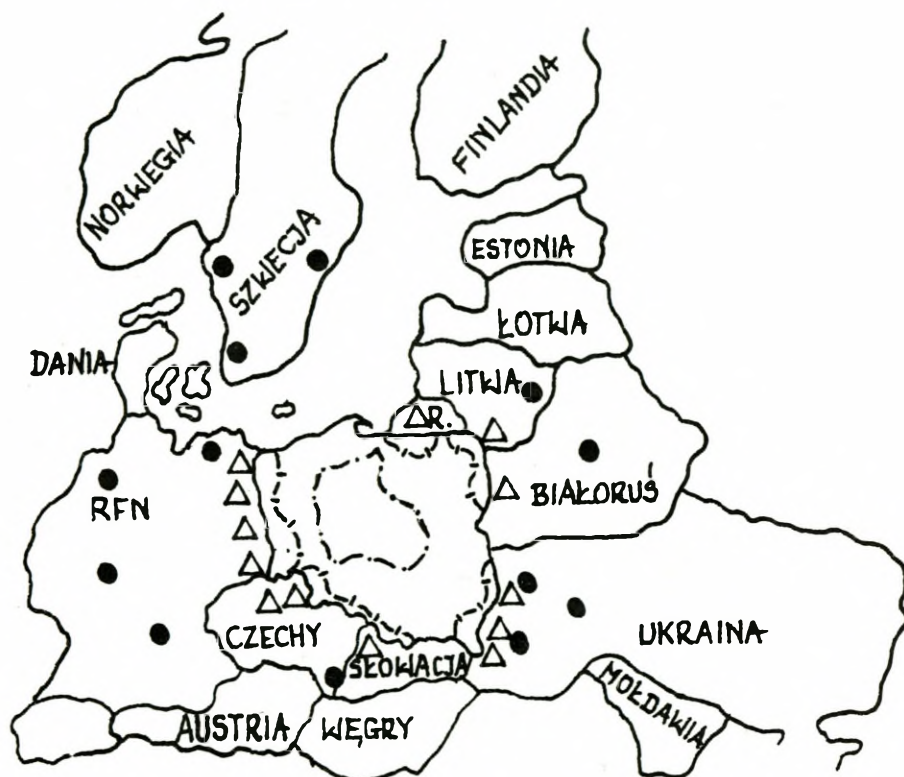 FINLANDIA
NORWEGIA
SZWECJA
ESTONIA
ŁOTWA
DANIA
LITWA
R.
RFN
BIAŁORUŚ
CZECHY
UKRAINA
SŁOWACJA
MOŁDAWIA
AUSTRIA
WĘGRY